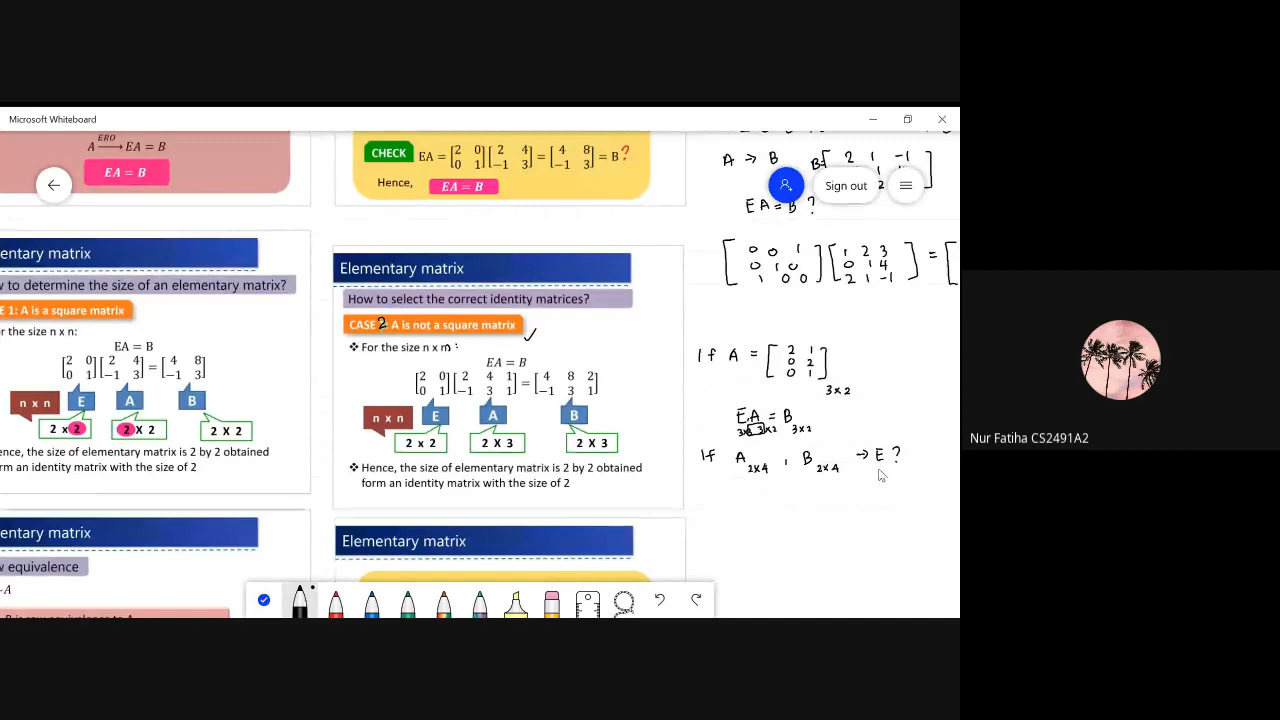 Microsoft Whiteboard
ERO
A → EA = B
EA = B
CHECK
EA = [2 0
0 1] [2 4
-1 3] = [4 8
-1 3] = B ?
Hence, EA = B
A → B B = [2 1 -1
EA = B ?
Sign out
entary matrix
w to determine the size of an elementary matrix?
E 1: A is a square matrix
or the size n x n:
EA = B
[2 0
0 1] [2 4
-1 3] = [4 8
-1 3]
n x n E A B
2 x 2 2 X 2 2 X 2
ence, the size of elementary matrix is 2 by 2 obtained
orm an identity matrix with the size of 2
Elementary matrix
How to select the correct identity matrices?
CASE 2 A is not a square matrix ✓
❖ For the size n x m :
EA = B
[2 0
0 1] [2 4 1
-1 3 1] = [4 8 2
-1 3 1]
n x n E A B
2 x 2 2 X 3 2 X 3
❖ Hence, the size of elementary matrix is 2 by 2 obtained
form an identity matrix with the size of 2
[0 0 1
0 1 0
1 0 0] [1 2 3
0 1 4
2 1 -1] = [
If A = [2 1
0 2
0 1] 3x2
EA = B
3x3 3x2 3x2
If A 2x4 , B 2x4 → E ?
entary matrix
w equivalence
~A
Elementary matrix
Nur Fatiha CS2491A2